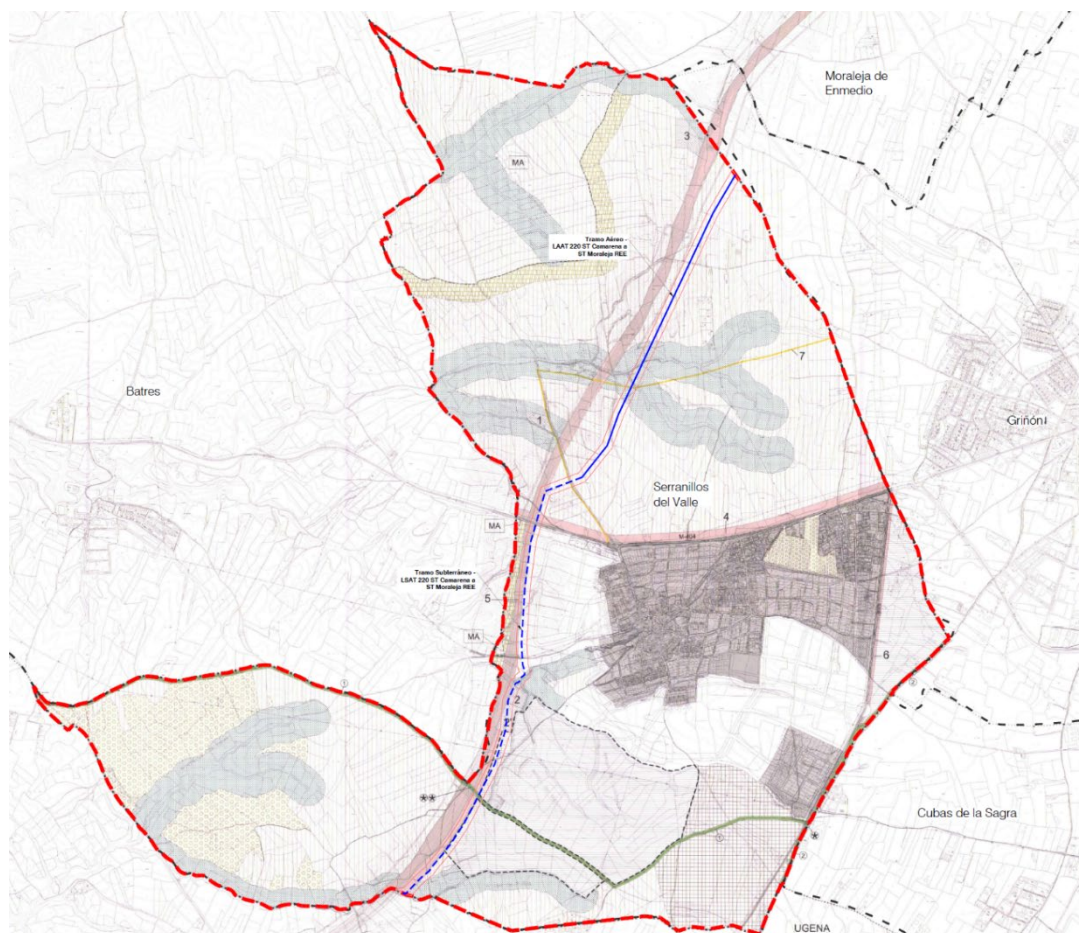 Moraleja de
Enmedio
3
MA
Tramo Aéreo -
LAAT 220 ST Camarena a
ST Moraleja REE
7
Batres
1
Griñón
Serranillos
del Valle
4
MA
M-404
Tramo Subterráneo -
LSAT 220 ST Camarena a
ST Moraleja REE
5
MA
6
2
2
**
Cubas de la Sagra
*
UGENA